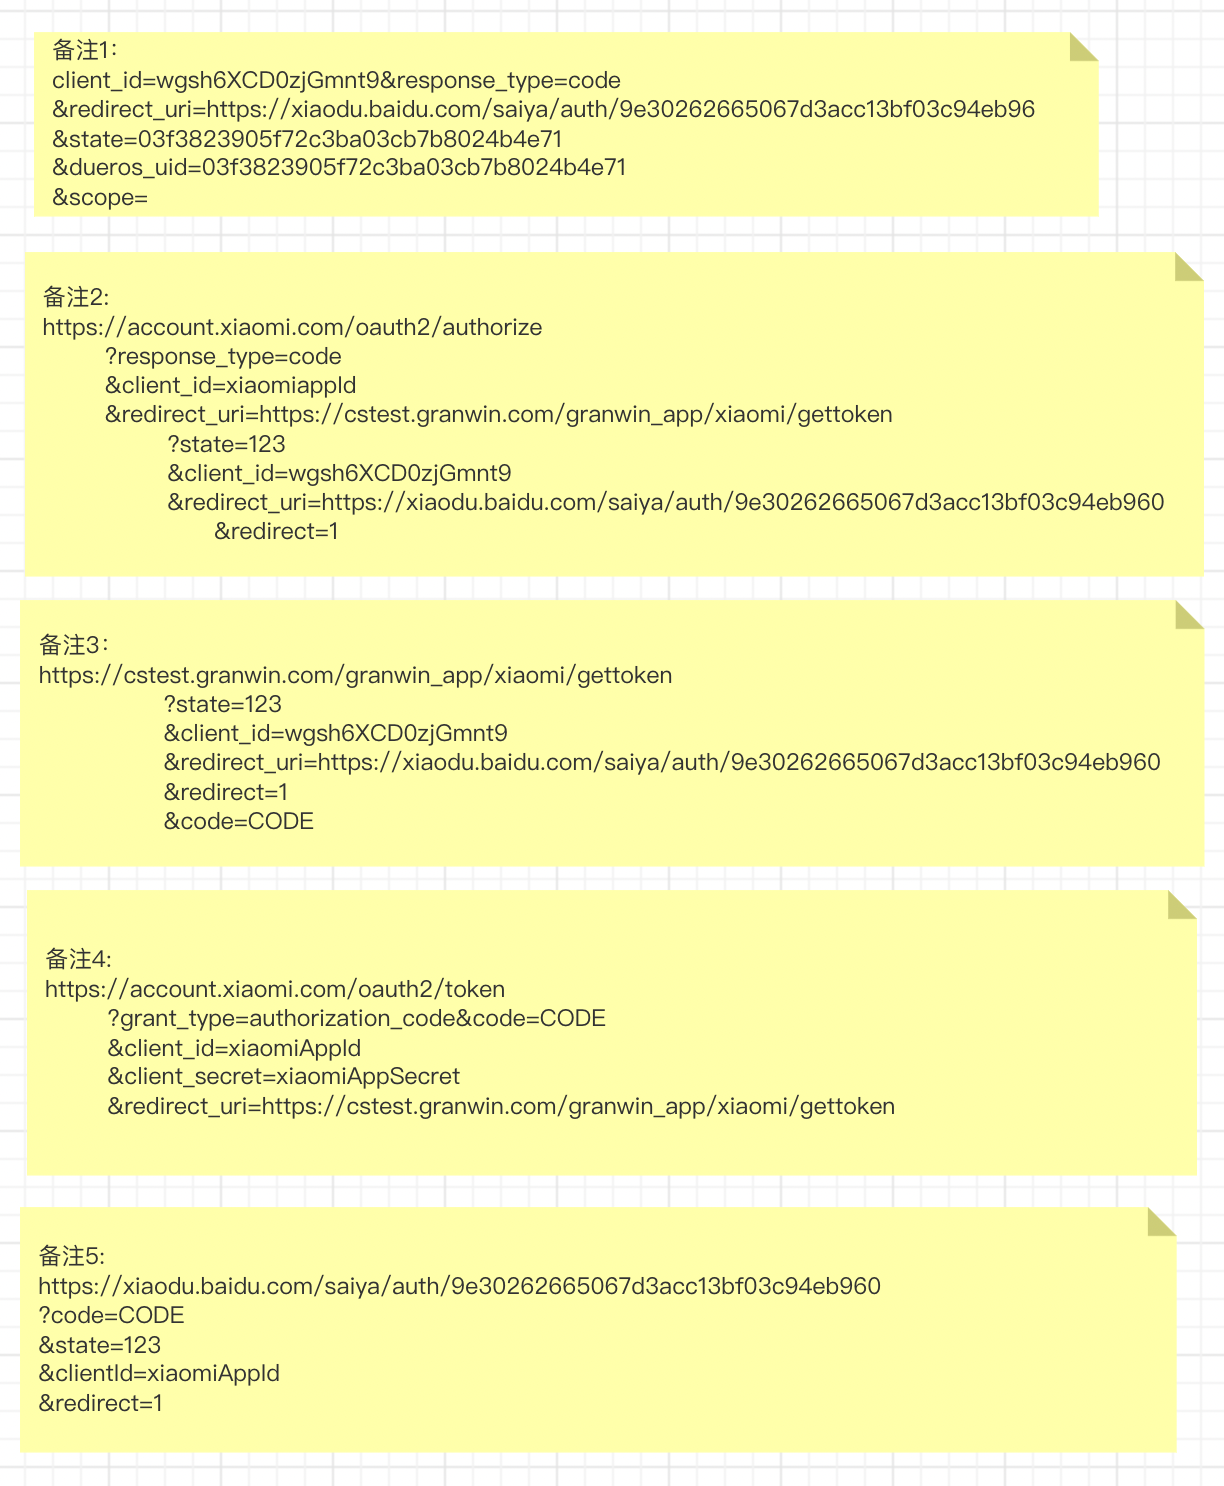 备注1：
client_id=wgsh6XCD0zjGmnt9&response_type=code
&redirect_uri=https://xiaodu.baidu.com/saiya/auth/9e30262665067d3acc13bf03c94eb96
&state=03f3823905f72c3ba03cb7b8024b4e71
&dueros_uid=03f3823905f72c3ba03cb7b8024b4e71
&scope=
备注2:
https://account.xiaomi.com/oauth2/authorize
?response_type=code
&client_id=xiaomiappId
&redirect_uri=https://cstest.granwin.com/granwin_app/xiaomi/gettoken
?state=123
&client_id=wgsh6XCD0zjGmnt9
&redirect_uri=https://xiaodu.baidu.com/saiya/auth/9e30262665067d3acc13bf03c94eb960
&redirect=1
备注3：
https://cstest.granwin.com/granwin_app/xiaomi/gettoken
?state=123
&client_id=wgsh6XCD0zjGmnt9
&redirect_uri=https://xiaodu.baidu.com/saiya/auth/9e30262665067d3acc13bf03c94eb960
&redirect=1
&code=CODE
备注4:
https://account.xiaomi.com/oauth2/token
?grant_type=authorization_code&code=CODE
&client_id=xiaomiAppId
&client_secret=xiaomiAppSecret
&redirect_uri=https://cstest.granwin.com/granwin_app/xiaomi/gettoken
备注5:
https://xiaodu.baidu.com/saiya/auth/9e30262665067d3acc13bf03c94eb960
?code=CODE
&state=123
&clientId=xiaomiAppId
&redirect=1